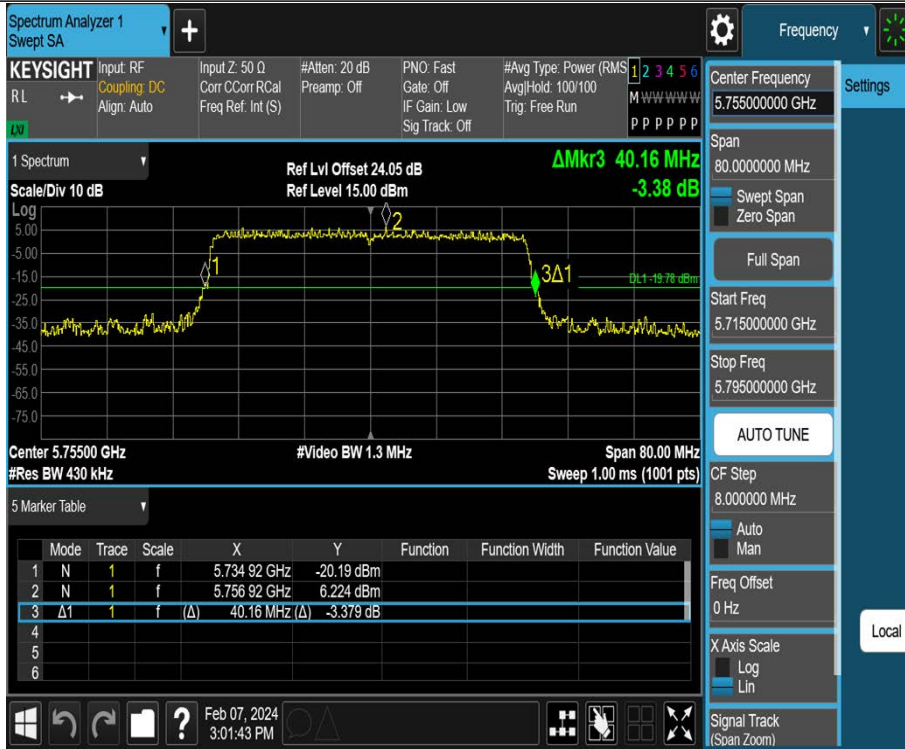 Spectrum Analyzer 1
Swept SA
Frequency
KEYSIGHT
R L
LXI
Input: RF
Coupling: DC
Align: Auto
Input Z: 50 Ω
Corr CCorr RCal
Freq Ref: Int (S)
#Atten: 20 dB
Preamp: Off
PNO: Fast
Gate: Off
IF Gain: Low
Sig Track: Off
#Avg Type: Power (RMS
Avg|Hold: 100/100
Trig: Free Run
1 2 3 4 5 6
M W W W W W
P P P P P P
1 Spectrum
Scale/Div 10 dB
Ref Lvl Offset 24.05 dB
Ref Level 15.00 dBm
ΔMkr3 40.16 MHz
-3.38 dB
Log
5.00
-5.00
-15.0
-25.0
-35.0
-45.0
-55.0
-65.0
-75.0
1
2
3Δ1
DL1 -19.78 dBm
Center 5.75500 GHz
#Res BW 430 kHz
#Video BW 1.3 MHz
Span 80.00 MHz
Sweep 1.00 ms (1001 pts)
5 Marker Table
Mode Trace Scale X Y Function Function Width Function Value
1 N 1 f 5.734 92 GHz -20.19 dBm
2 N 1 f 5.756 92 GHz 6.224 dBm
3 Δ1 1 f (Δ) 40.16 MHz (Δ) -3.379 dB
4
5
6
?
Feb 07, 2024
3:01:43 PM
Center Frequency
5.755000000 GHz
Span
80.0000000 MHz
Swept Span
Zero Span
Full Span
Start Freq
5.715000000 GHz
Stop Freq
5.795000000 GHz
AUTO TUNE
CF Step
8.000000 MHz
Auto
Man
Freq Offset
0 Hz
X Axis Scale
Log
Lin
Signal Track
(Span Zoom)
Settings
Local